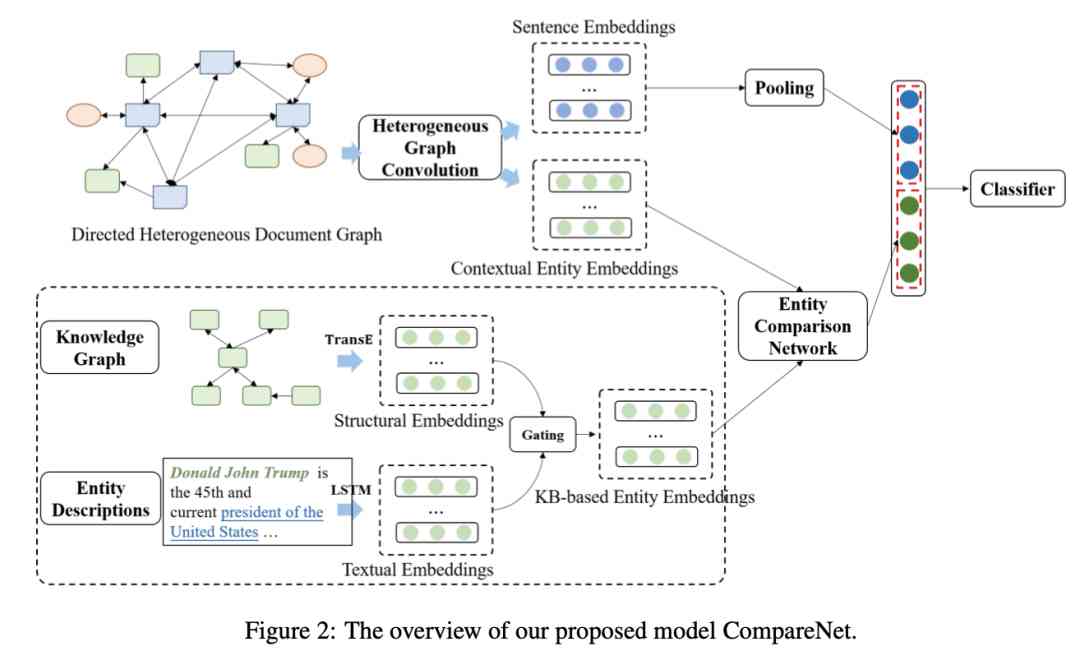 Sentence Embeddings
...
Pooling
Heterogeneous
Graph
Convolution
...
Classifier
Directed Heterogeneous Document Graph
Contextual Entity Embeddings
Entity
Comparison
Network
Knowledge
Graph
TransE
...
Structural Embeddings
Gating
...
KB-based Entity Embeddings
Entity
Descriptions
Donald John Trump is
the 45th and
current president of the
United States ...
LSTM
...
Textual Embeddings
Figure 2: The overview of our proposed model CompareNet.